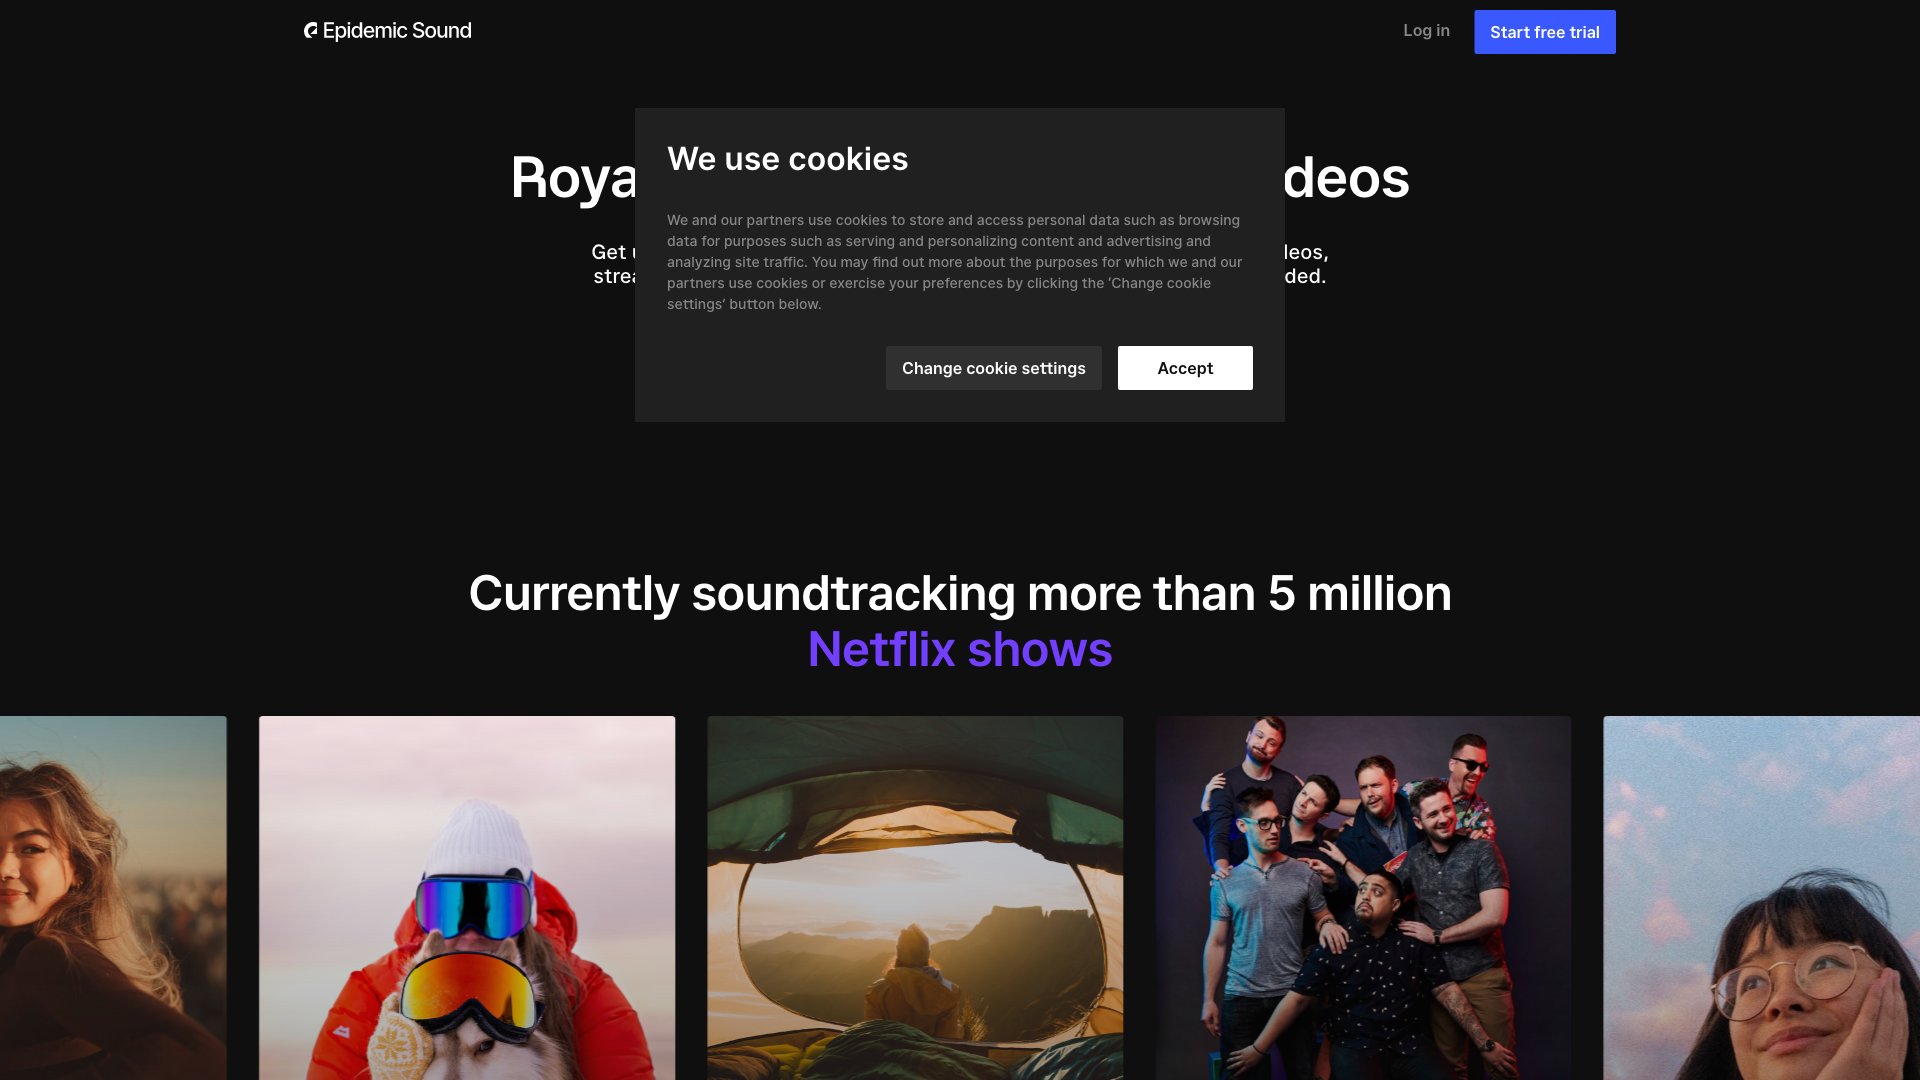 Epidemic Sound
Log in
Start free trial
We use cookies
Roya
deos
We and our partners use cookies to store and access personal data such as browsing
data for purposes such as serving and personalizing content and advertising and
analyzing site traffic. You may find out more about the purposes for which we and our
partners use cookies or exercise your preferences by clicking the ‘Change cookie
settings’ button below.
Get
leos,
strea
ded.
Change cookie settings
Accept
Currently soundtracking more than 5 million
Netflix shows